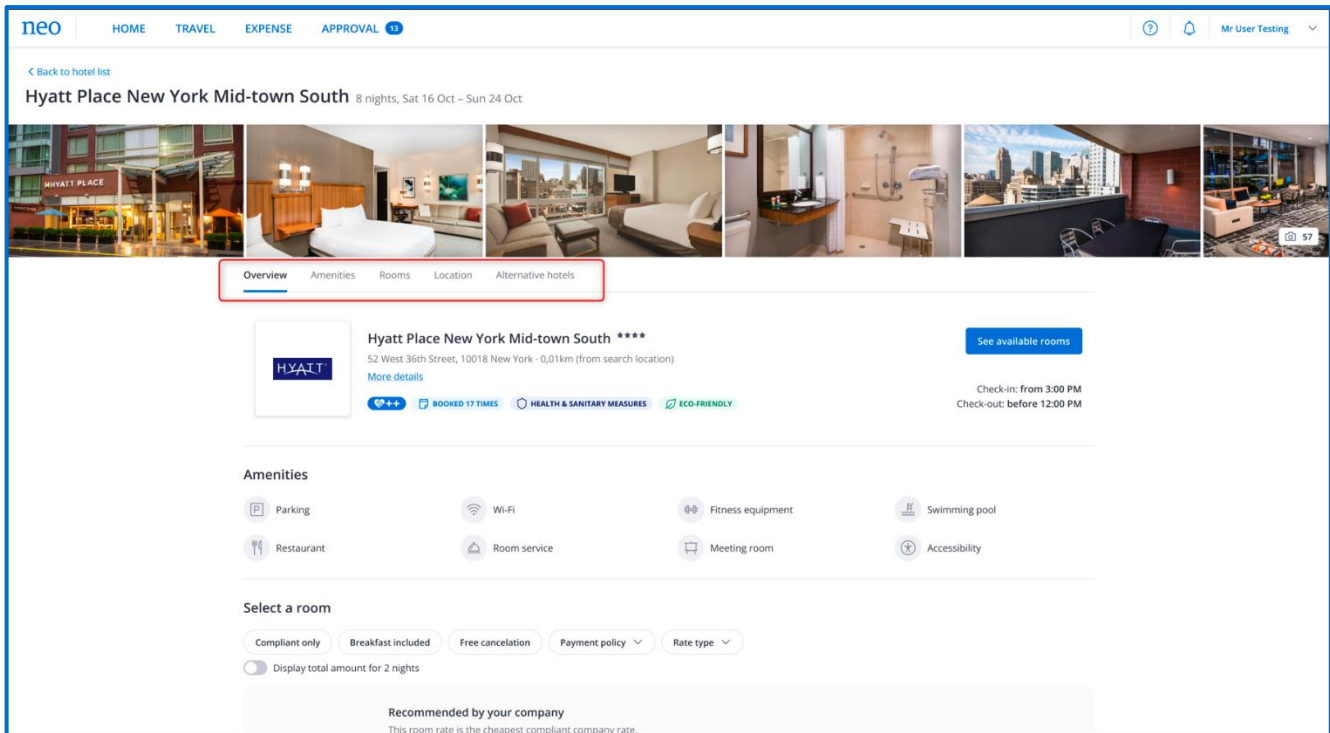 neo HOME TRAVEL EXPENSE APPROVAL 13 Mr User Testing
Back to hotel list
Hyatt Place New York Mid-town South 8 nights, Sat 16 Oct – Sun 24 Oct
HYATT PLACE
57
Overview Amenities Rooms Location Alternative hotels
HYATT
Hyatt Place New York Mid-town South ****
52 West 36th Street, 10018 New York · 0,01km (from search location)
More details
++ BOOKED 17 TIMES HEALTH & SANITARY MEASURES ECO-FRIENDLY
See available rooms
Check-in: from 3:00 PM
Check-out: before 12:00 PM
Amenities
P Parking Wi-Fi Fitness equipment Swimming pool
Restaurant Room service Meeting room Accessibility
Select a room
Compliant only Breakfast included Free cancelation Payment policy Rate type
Display total amount for 2 nights
Recommended by your company
This room rate is the cheapest compliant company rate.